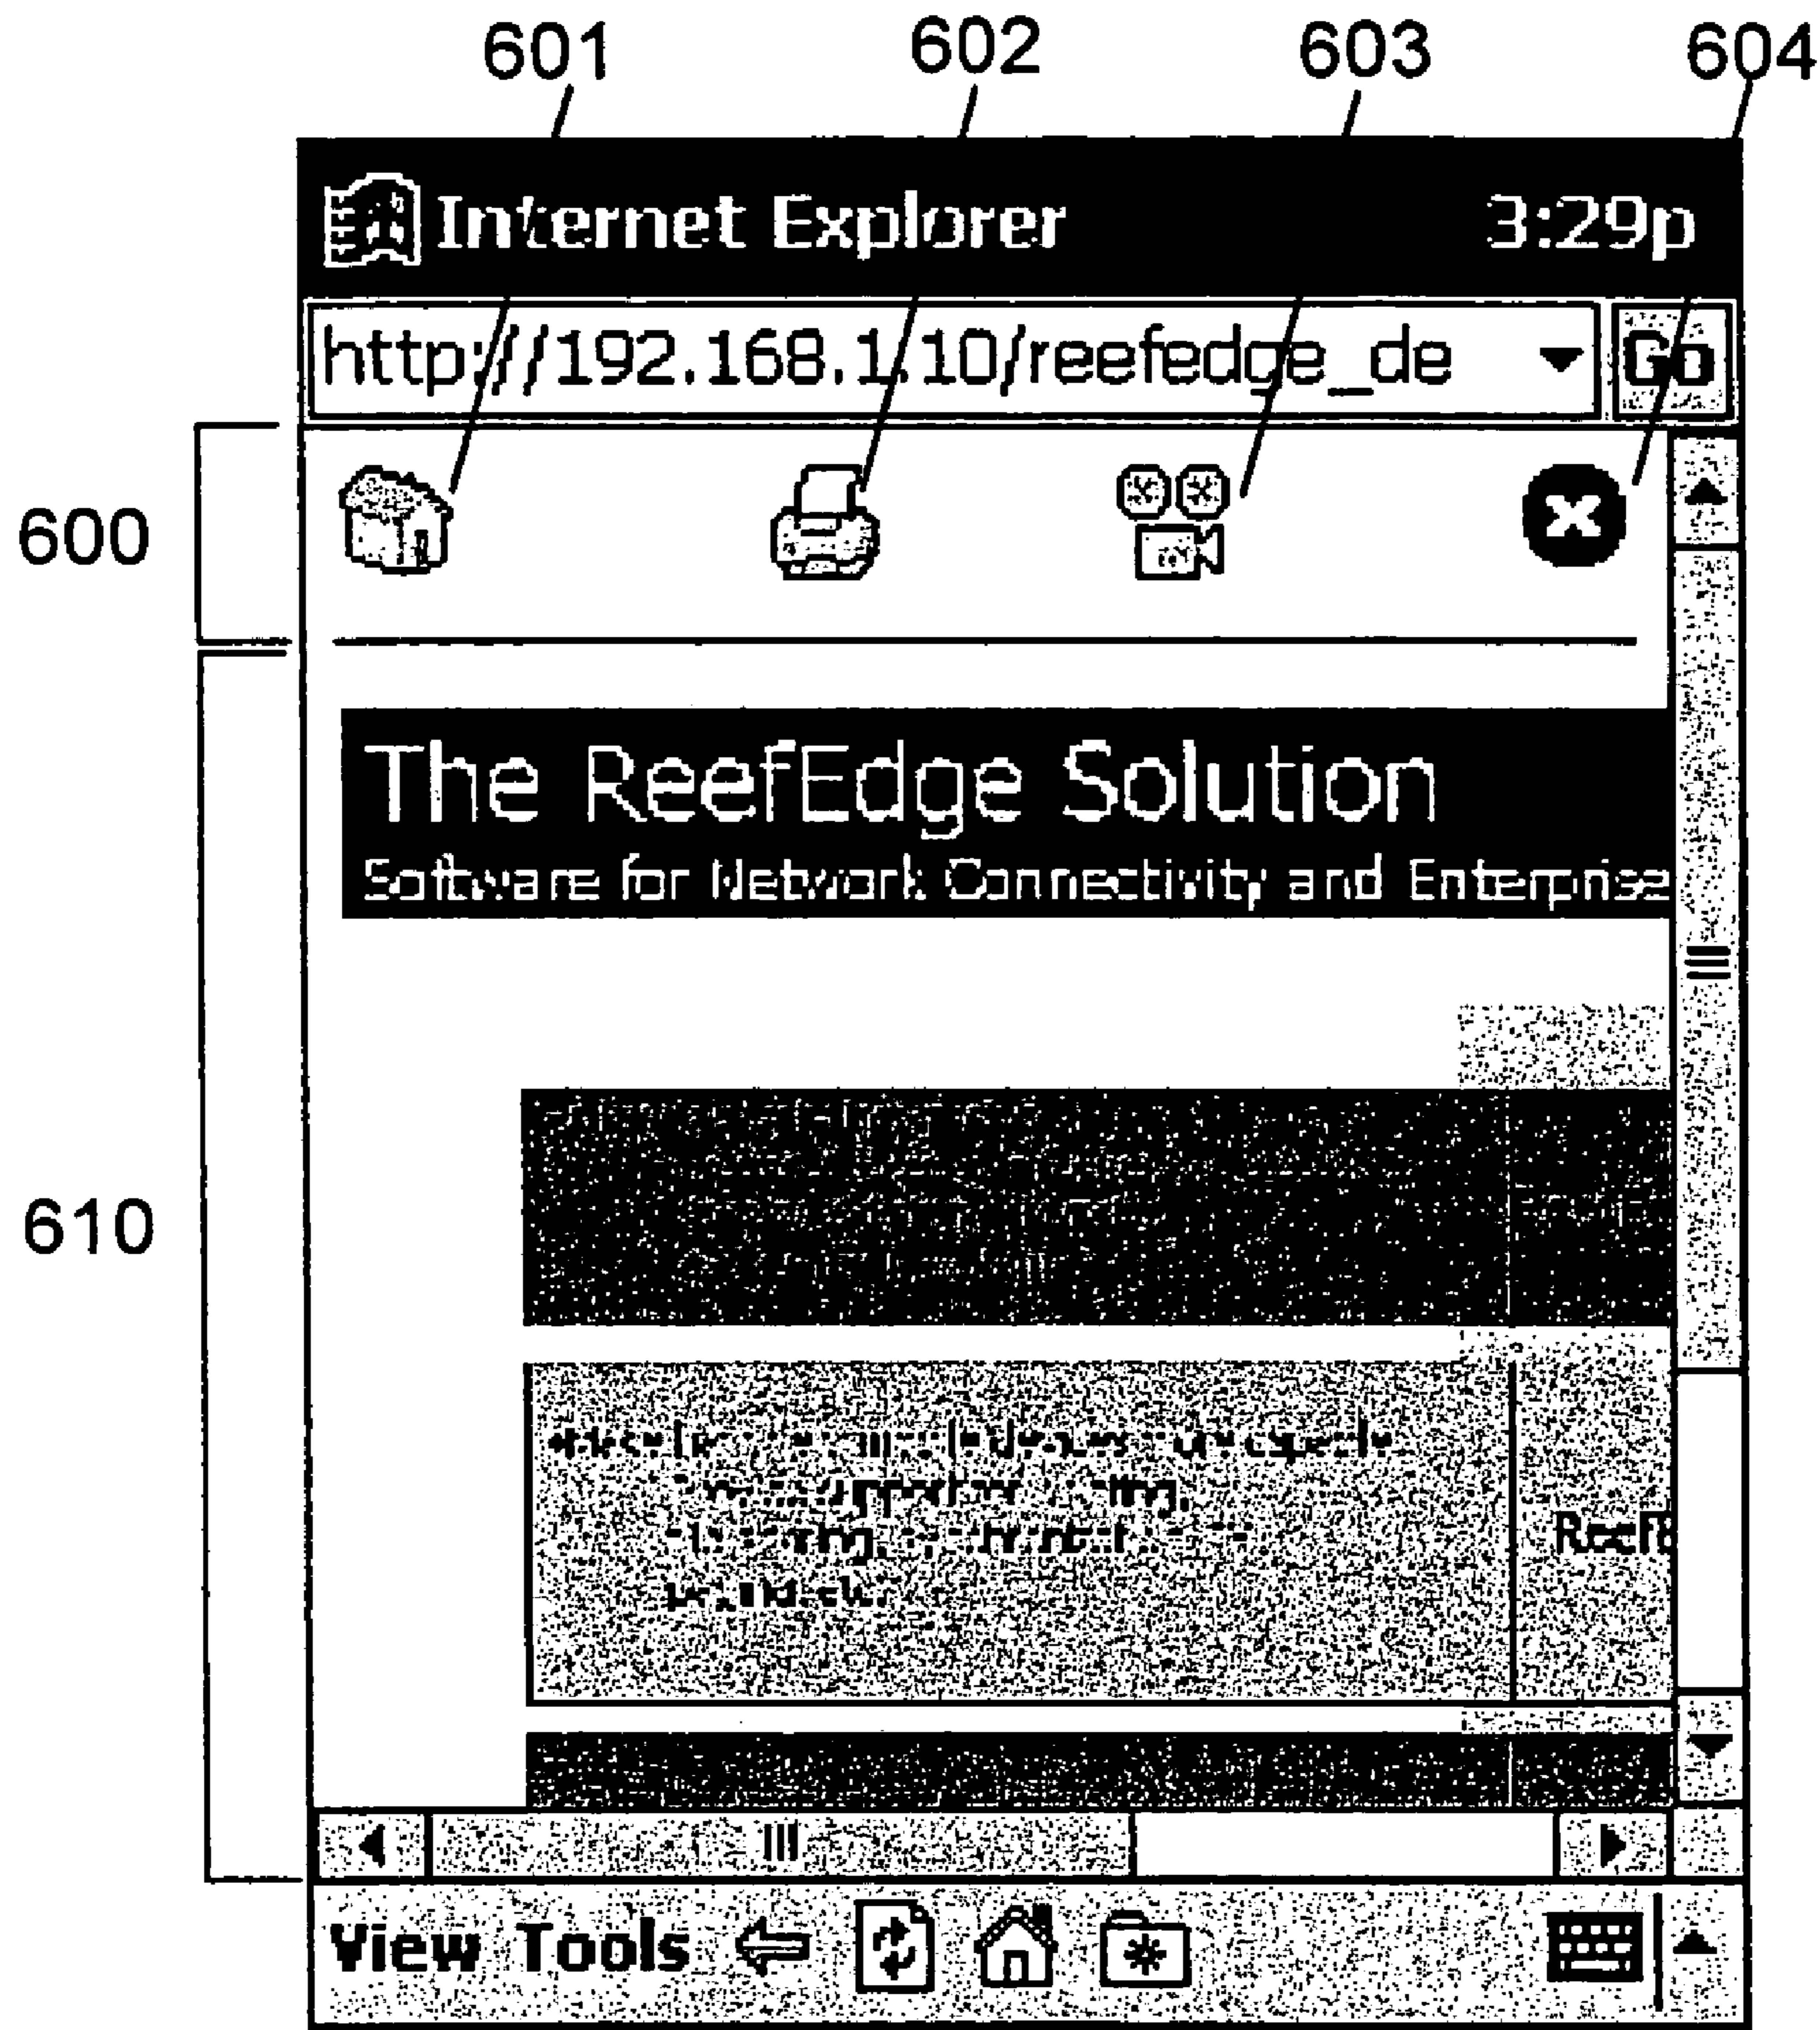 601 602 603 604
Internet Explorer 3:29p
http://192.168.1.10/reefedge_de Go
600
The ReefEdge Solution
Software for Network Connectivity and Enterprise
610
View Tools